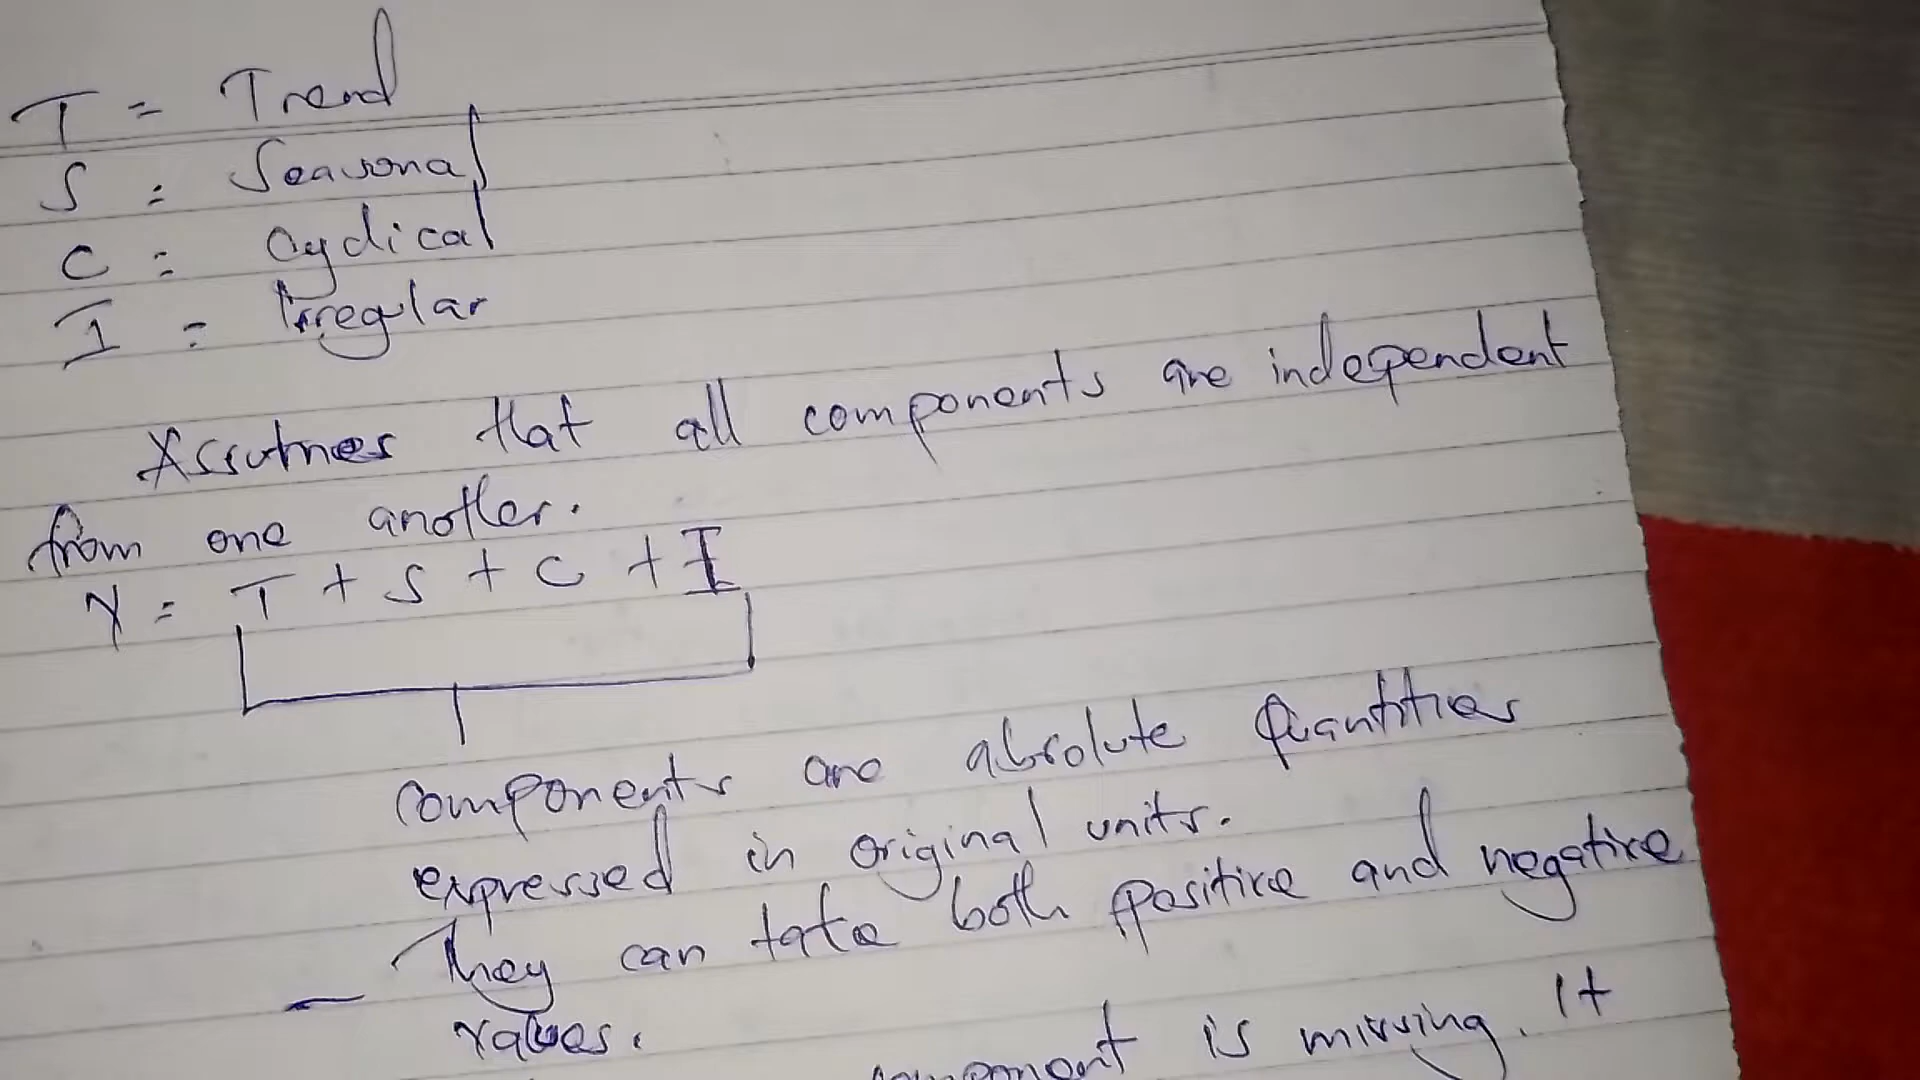 T = Trend
S = Seasonal
C = Cyclical
I = Irregular
Assumes that all components are independent
from one another.
Y = T + S + C + I
components are absolute quantities
expressed in original units.
- They can take both positive and negative
values.
component is missing. It